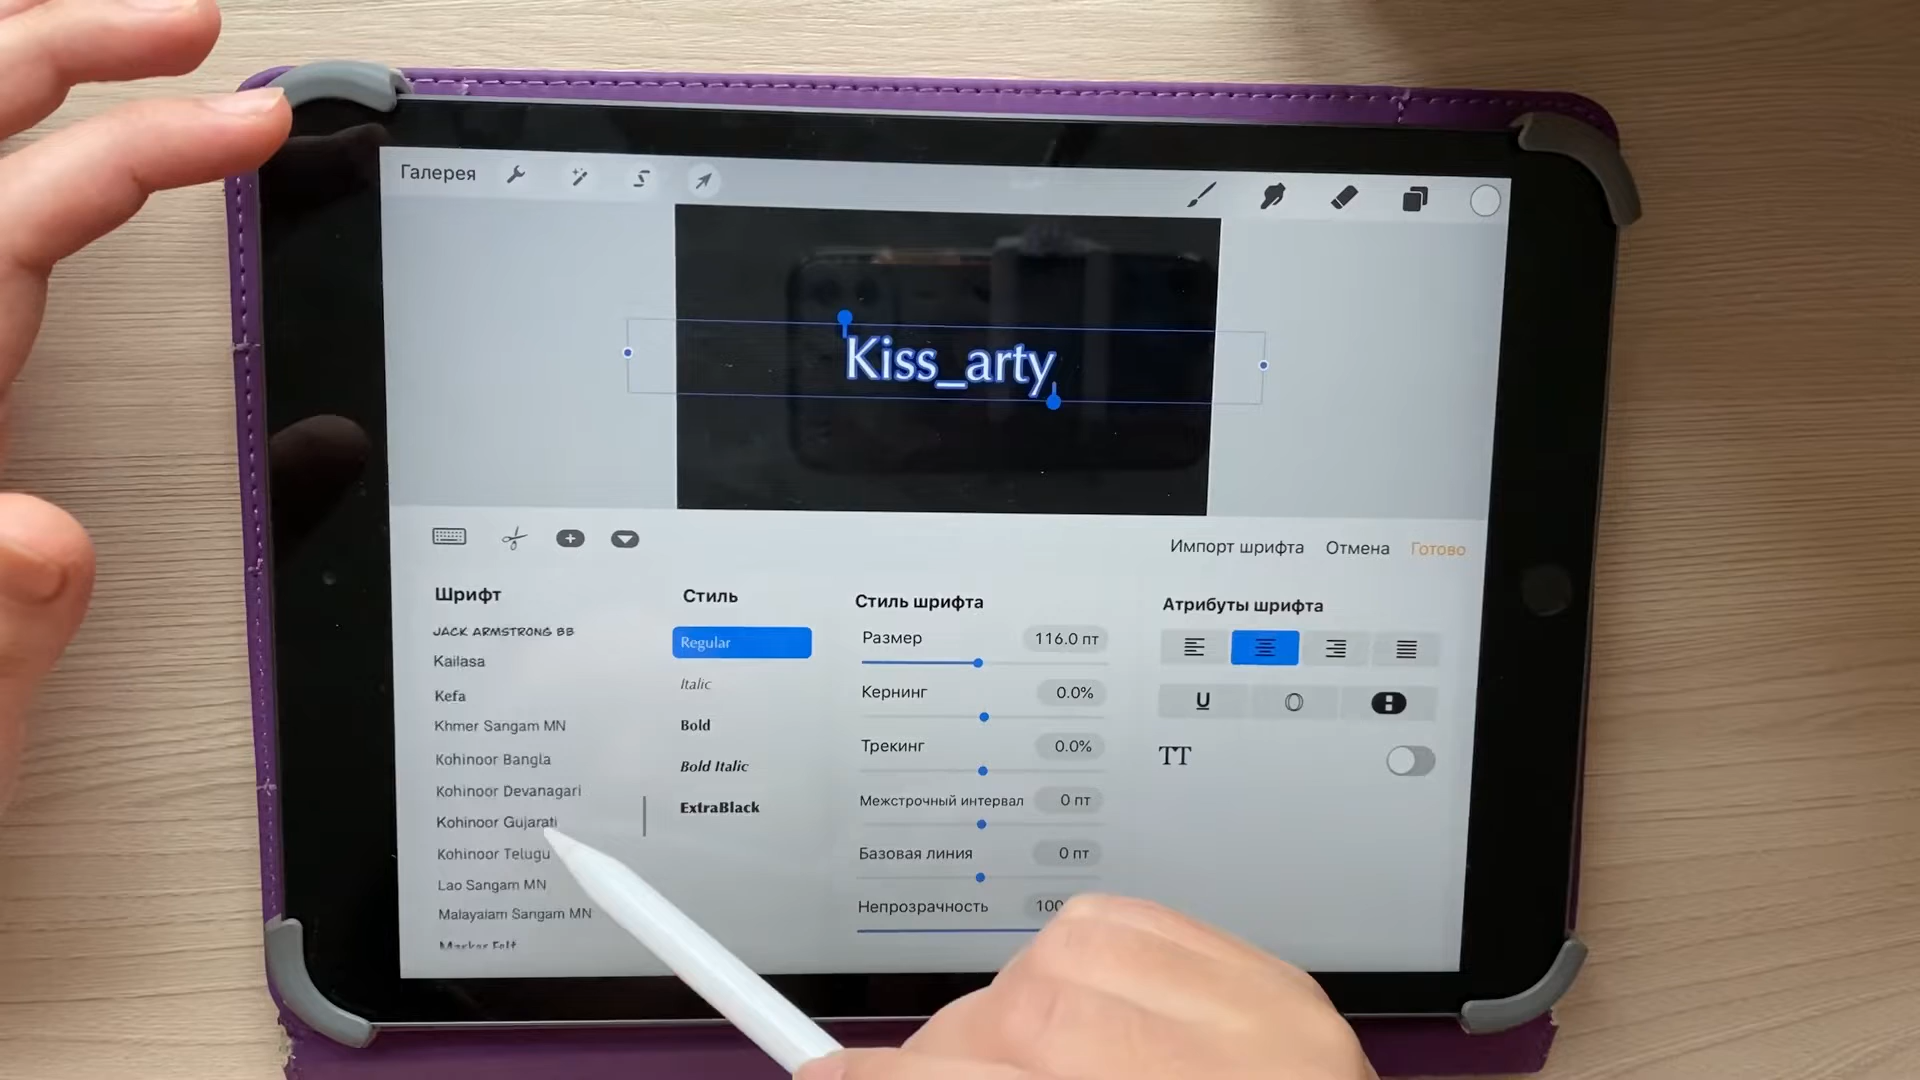 Галерея
Kiss_arty
Импорт шрифта Отмена Готово
Шрифт
JACK ARMSTRONG BB
Kailasa
Kefa
Khmer Sangam MN
Kohinoor Bangla
Kohinoor Devanagari
Kohinoor Gujarati
Kohinoor Telugu
Lao Sangam MN
Malayalam Sangam MN
Marker Felt
Стиль
Regular
Italic
Bold
Bold Italic
ExtraBlack
Стиль шрифта
Размер 116.0 пт
Кернинг 0.0%
Трекинг 0.0%
Межстрочный интервал 0 пт
Базовая линия 0 пт
Непрозрачность 100
Атрибуты шрифта
U O
TT